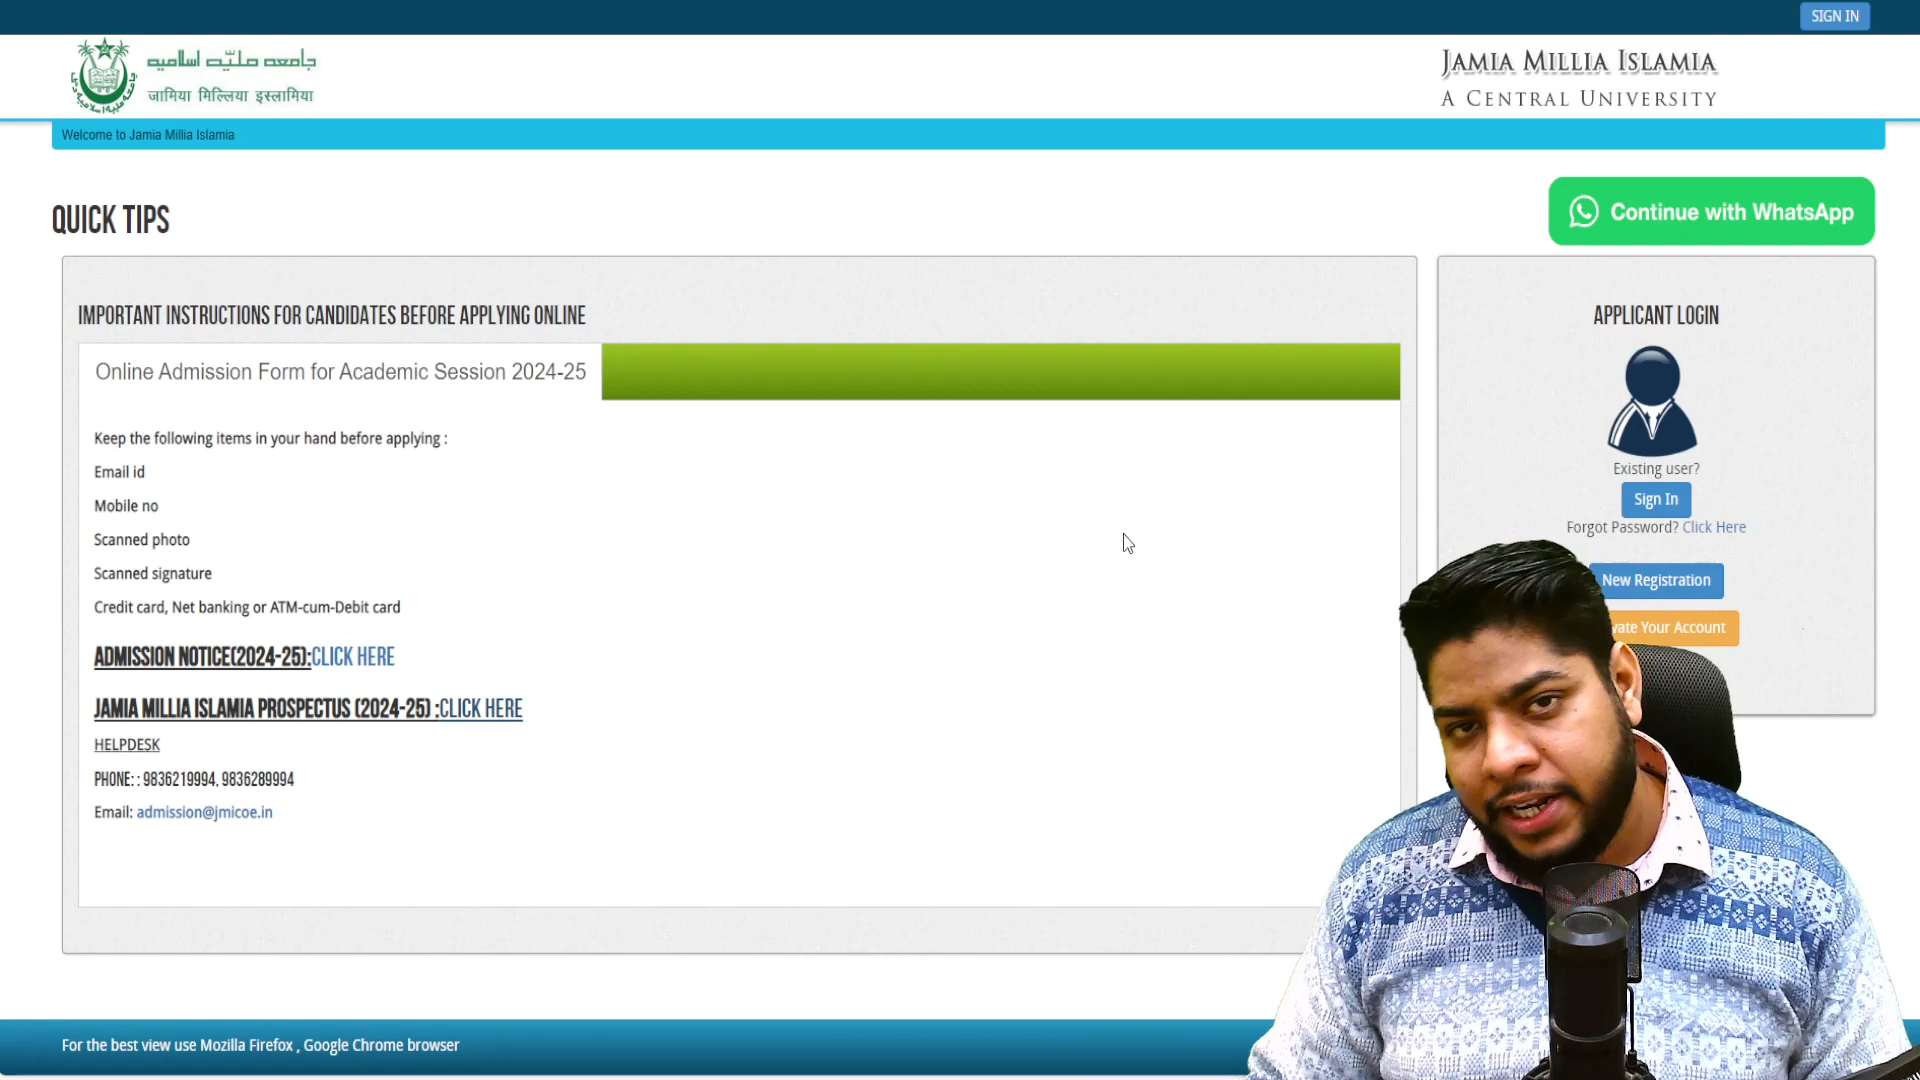 SIGN IN
جامعہ ملیّہ اسلامیہ
जामिया मिल्लिया इस्लामिया
JAMIA MILLIA ISLAMIA
A CENTRAL UNIVERSITY
Welcome to Jamia Millia Islamia
QUICK TIPS
Continue with WhatsApp
IMPORTANT INSTRUCTIONS FOR CANDIDATES BEFORE APPLYING ONLINE
Online Admission Form for Academic Session 2024-25
Keep the following items in your hand before applying :
Email id
Mobile no
Scanned photo
Scanned signature
Credit card, Net banking or ATM-cum-Debit card
ADMISSION NOTICE(2024-25):CLICK HERE
JAMIA MILLIA ISLAMIA PROSPECTUS (2024-25) :CLICK HERE
HELPDESK
PHONE: : 9836219994, 9836289994
Email: admission@jmicoe.in
APPLICANT LOGIN
Existing user?
Sign In
Forgot Password? Click Here
New Registration
Your Account
For the best view use Mozilla Firefox , Google Chrome browser